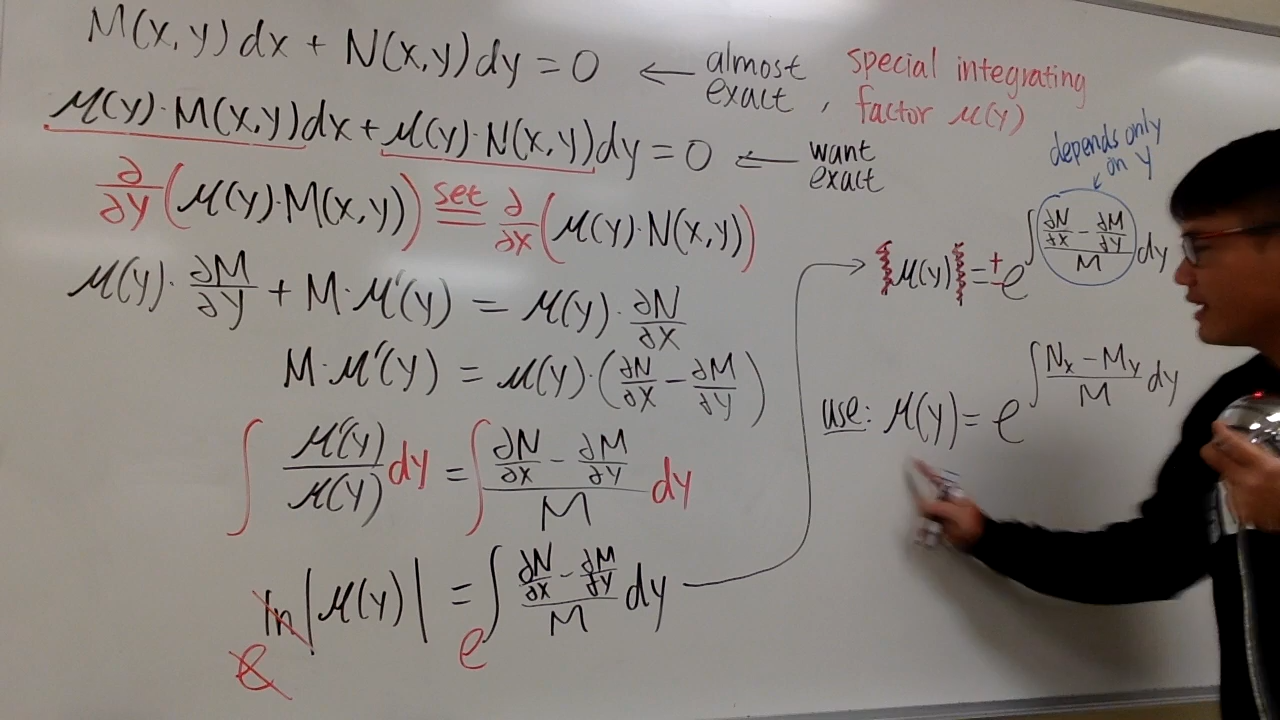 M(x,y)dx + N(x,y)dy = 0 ← almost exact, special integrating factor μ(y)
μ(y)·M(x,y)dx + μ(y)·N(x,y)dy = 0 ← want exact
∂/∂y (μ(y)·M(x,y)) set = ∂/∂x (μ(y)·N(x,y))
μ(y)·∂M/∂y + M·μ'(y) = μ(y)·∂N/∂x
M·μ'(y) = μ(y)·(∂N/∂x − ∂M/∂y)
∫ μ'(y)/μ(y) dy = ∫ (∂N/∂x − ∂M/∂y)/M dy
e ln|μ(y)| = e ∫ (∂N/∂x − ∂M/∂y)/M dy
depends only on y
|μ(y)| = ± e^∫ (∂N/∂x − ∂M/∂y)/M dy
use: μ(y) = e^∫ (Nx − My)/M dy